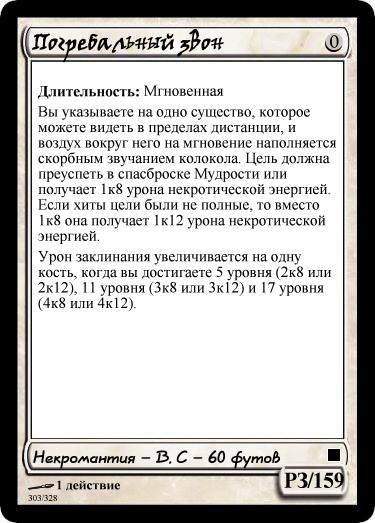 Погребальный звон 0
Длительность: Мгновенная
Вы указываете на одно существо, которое
можете видеть в пределах дистанции, и
воздух вокруг него на мгновение наполняется
скорбным звучанием колокола. Цель должна
преуспеть в спасброске Мудрости или
получает 1к8 урона некротической энергией.
Если хиты цели были не полные, то вместо
1к8 она получает 1к12 урона некротической
энергией.
Урон заклинания увеличивается на одну
кость, когда вы достигаете 5 уровня (2к8 или
2к12), 11 уровня (3к8 или 3к12) и 17 уровня
(4к8 или 4к12).
Некромантия – В, С – 60 футов
1 действие
РЗ/159
303/328